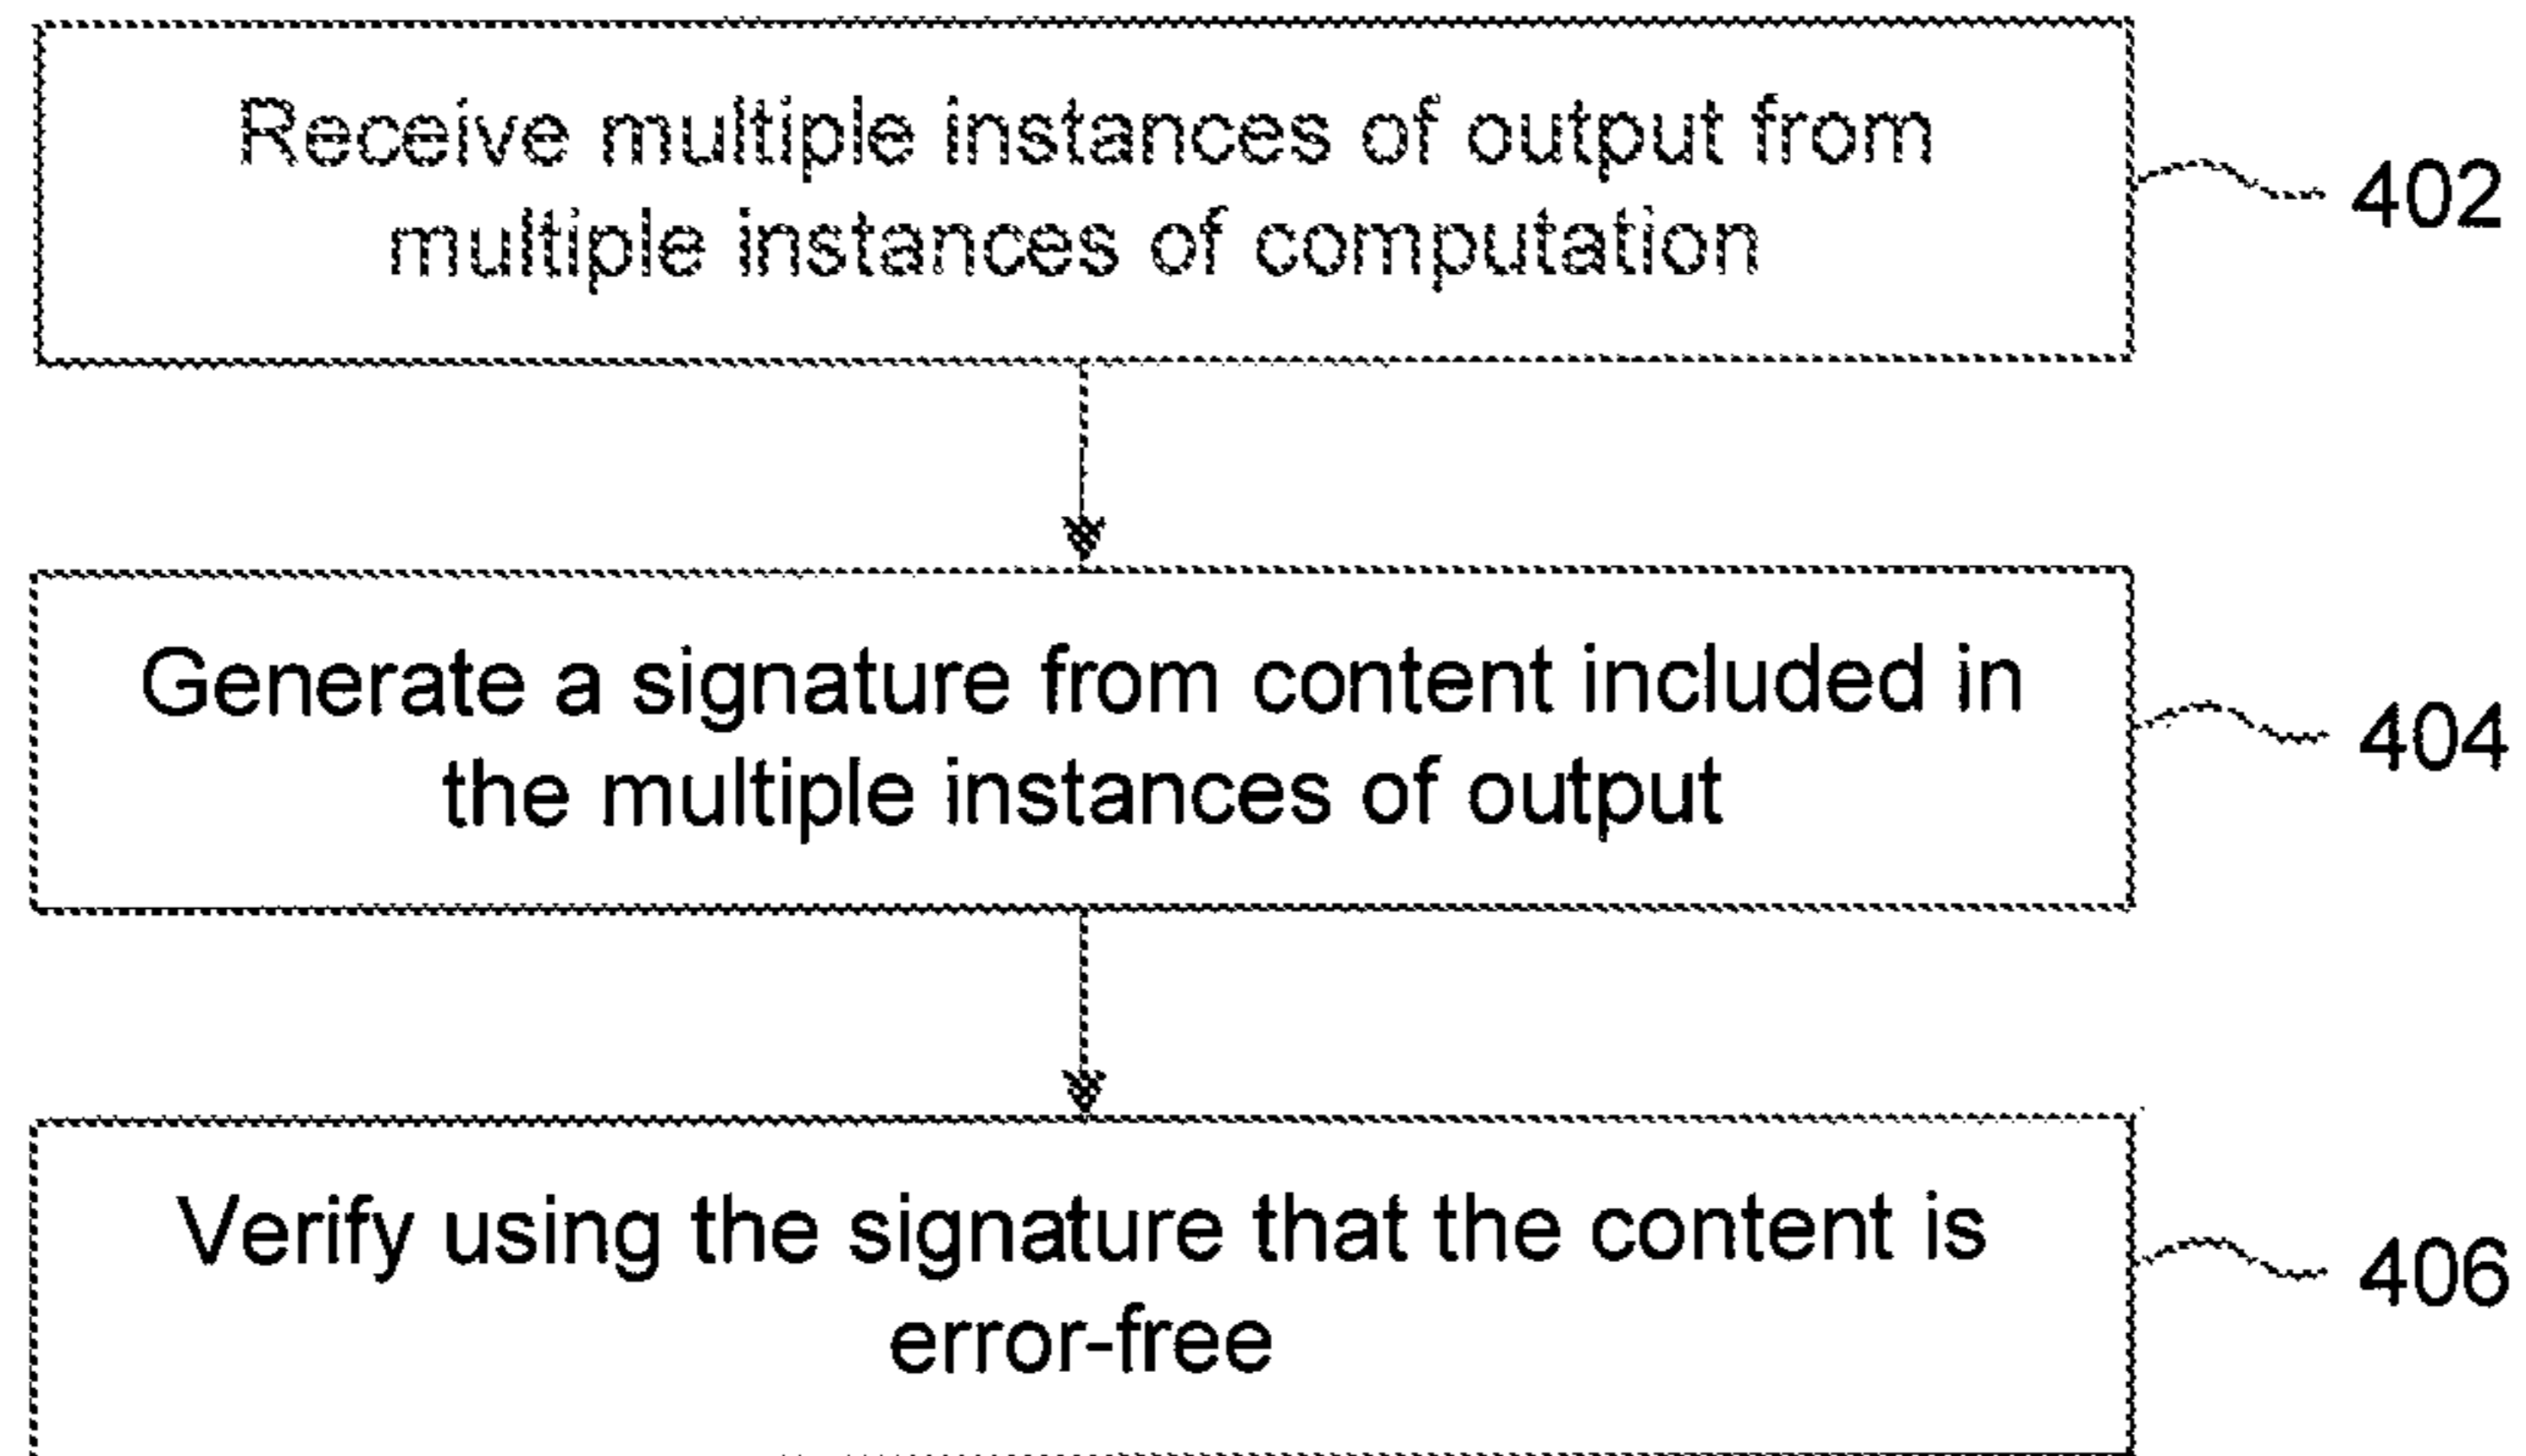 Receive multiple instances of output from
multiple instances of computation
402
Generate a signature from content included in
the multiple instances of output
404
Verify using the signature that the content is
error-free
406